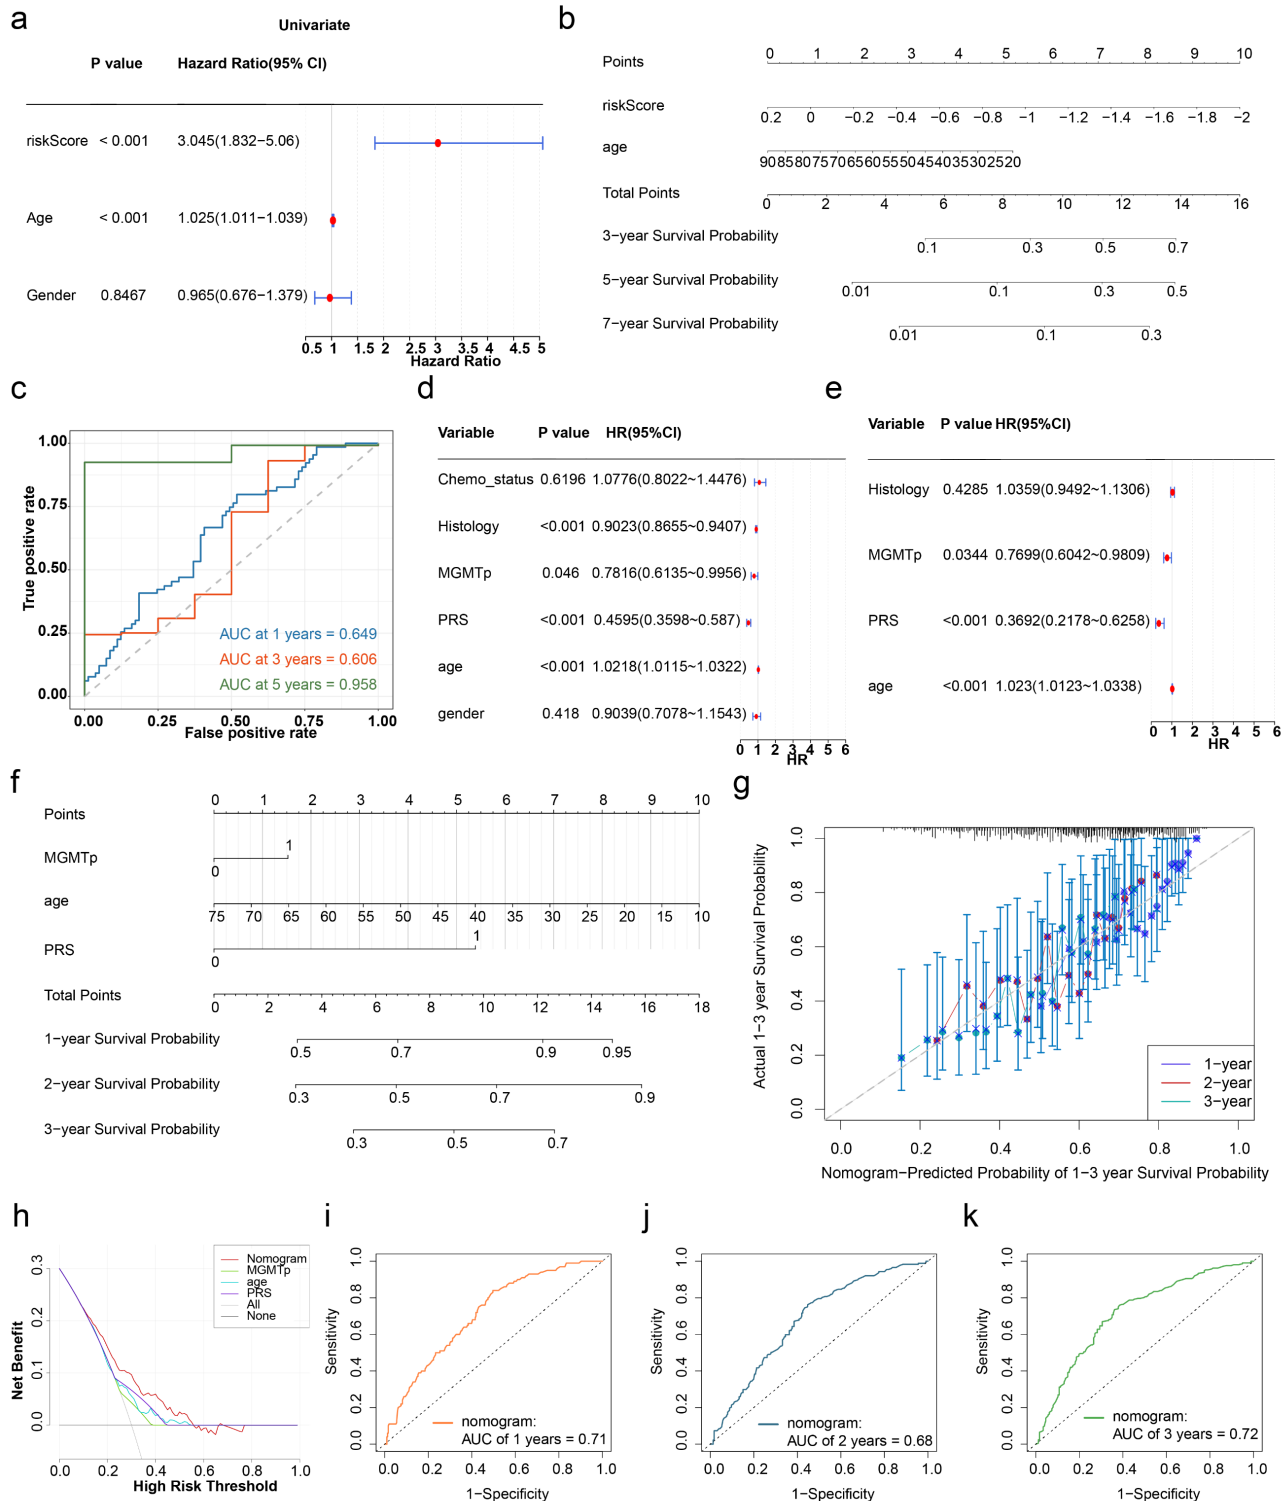 a
Univariate
P value Hazard Ratio(95% CI)
riskScore < 0.001 3.045(1.832−5.06)
Age < 0.001 1.025(1.011−1.039)
Gender 0.8467 0.965(0.676−1.379)
0.5 1 1.5 2 2.5 3 3.5 4 4.5 5
Hazard Ratio
b
Points 0 1 2 3 4 5 6 7 8 9 10
riskScore
0.2 0 −0.2 −0.4 −0.6 −0.8 −1 −1.2 −1.4 −1.6 −1.8 −2
age
90 85 80 75 70 65 60 55 50 45 40 35 30 25 20
Total Points
0 2 4 6 8 10 12 14 16
3−year Survival Probability
0.1 0.3 0.5 0.7
5−year Survival Probability
0.01 0.1 0.3 0.5
7−year Survival Probability
0.01 0.1 0.3
c
1.00
0.75
0.50
0.25
0.00
True positive rate
AUC at 1 years = 0.649
AUC at 3 years = 0.606
AUC at 5 years = 0.958
0.00 0.25 0.50 0.75 1.00
False positive rate
d
Variable P value HR(95%CI)
Chemo_status 0.6196 1.0776(0.8022~1.4476)
Histology <0.001 0.9023(0.8655~0.9407)
MGMTp 0.046 0.7816(0.6135~0.9956)
PRS <0.001 0.4595(0.3598~0.587)
age <0.001 1.0218(1.0115~1.0322)
gender 0.418 0.9039(0.7078~1.1543)
0 1 2 3 4 5 6
HR
e
Variable P value HR(95%CI)
Histology 0.4285 1.0359(0.9492~1.1306)
MGMTp 0.0344 0.7699(0.6042~0.9809)
PRS <0.001 0.3692(0.2178~0.6258)
age <0.001 1.023(1.0123~1.0338)
0 1 2 3 4 5 6
HR
f
Points
0 1 2 3 4 5 6 7 8 9 10
MGMTp
1
0
age
75 70 65 60 55 50 45 40 35 30 25 20 15 10
PRS
1
0
Total Points
0 2 4 6 8 10 12 14 16 18
1−year Survival Probability
0.5 0.7 0.9 0.95
2−year Survival Probability
0.3 0.5 0.7 0.9
3−year Survival Probability
0.3 0.5 0.7
g
Actual 1−3 year Survival Probability
1.0
0.8
0.6
0.4
0.2
0.0
1−year
2−year
3−year
0.0 0.2 0.4 0.6 0.8 1.0
Nomogram−Predicted Probability of 1−3 year Survival Probability
h
Net Benefit
0.3
0.2
0.1
0.0
Nomogram
MGMTp
age
PRS
All
None
0.0 0.2 0.4 0.6 0.8 1.0
High Risk Threshold
i
Sensitivity
1.0
0.8
0.6
0.4
0.2
0.0
nomogram:
AUC of 1 years = 0.71
0.0 0.2 0.4 0.6 0.8 1.0
1−Specificity
j
Sensitivity
1.0
0.8
0.6
0.4
0.2
0.0
nomogram:
AUC of 2 years = 0.68
0.0 0.2 0.4 0.6 0.8 1.0
1−Specificity
k
Sensitivity
1.0
0.8
0.6
0.4
0.2
0.0
nomogram:
AUC of 3 years = 0.72
0.0 0.2 0.4 0.6 0.8 1.0
1−Specificity